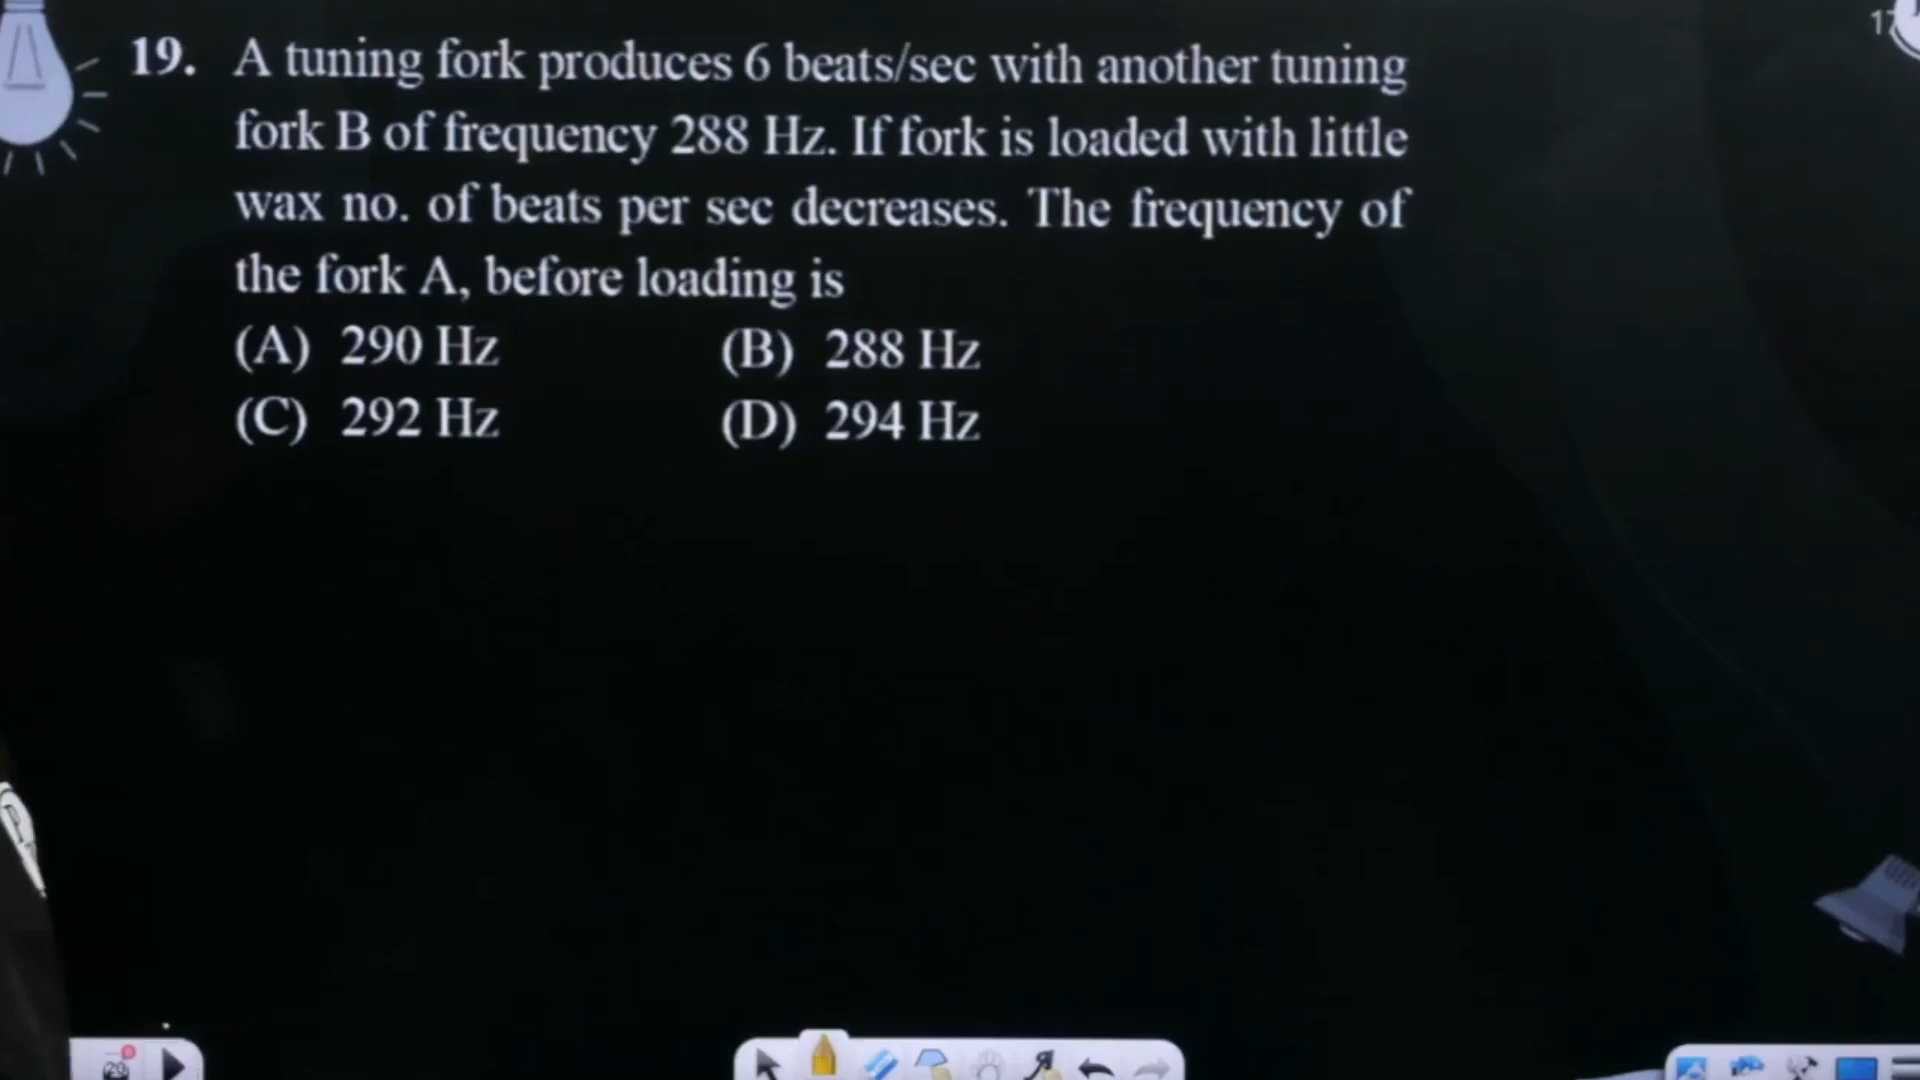 19. A tuning fork produces 6 beats/sec with another tuning
fork B of frequency 288 Hz. If fork is loaded with little
wax no. of beats per sec decreases. The frequency of
the fork A, before loading is
(A) 290 Hz (B) 288 Hz
(C) 292 Hz (D) 294 Hz